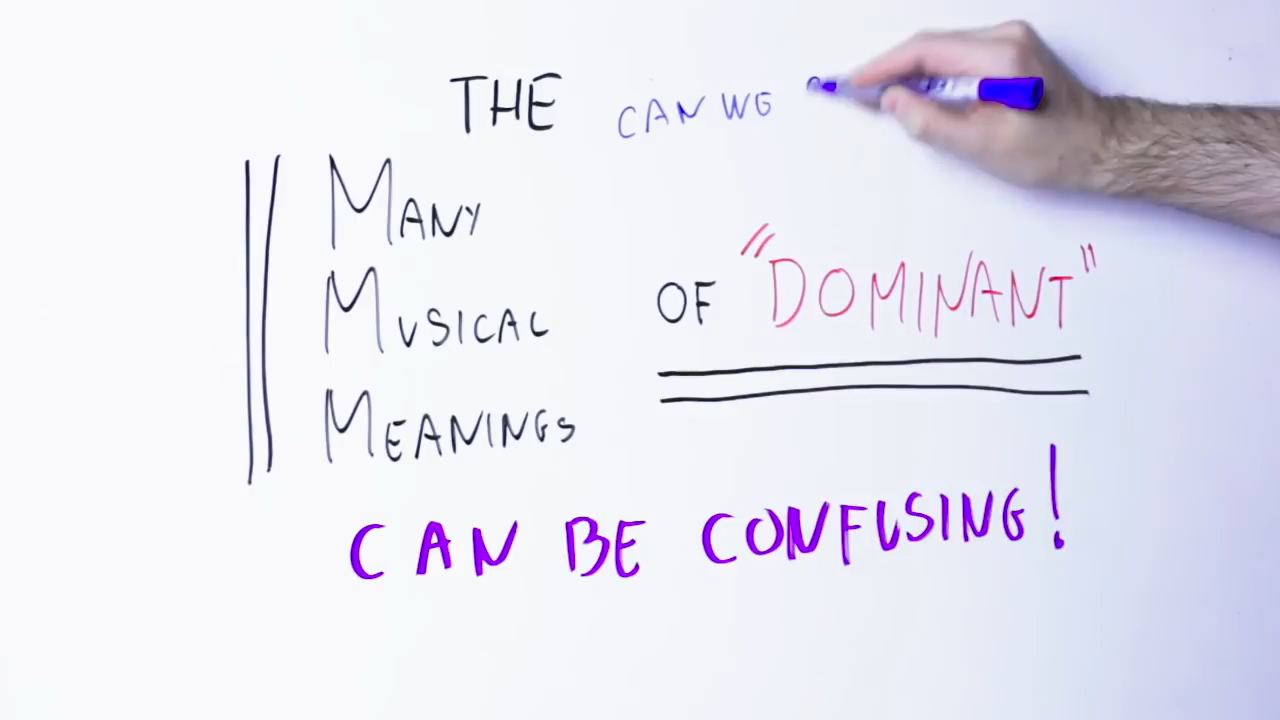 THE CAN WE
MANY
MUSICAL
MEANINGS
OF "DOMINANT"
CAN BE CONFUSING!